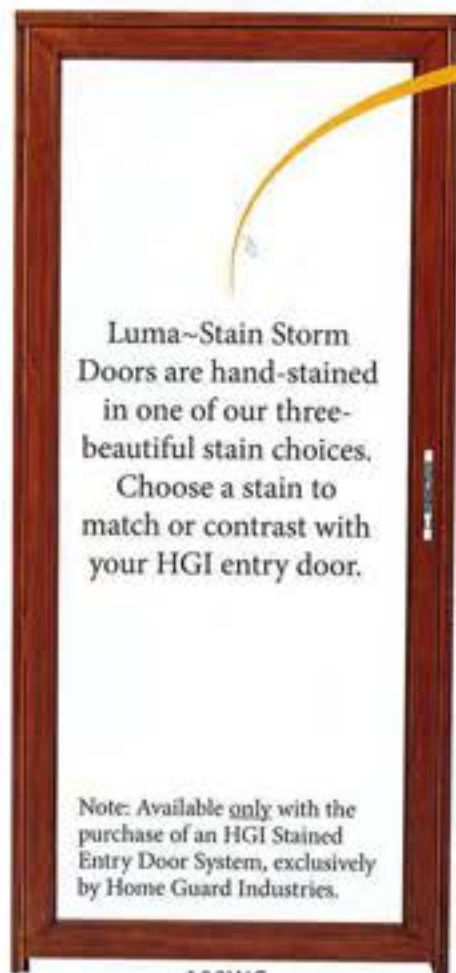 Luma~Stain Storm
Doors are hand-stained
in one of our three-
beautiful stain choices.
Choose a stain to
match or contrast with
your HGI entry door.
Note: Available only with the
purchase of an HGI Stained
Entry Door System, exclusively
by Home Guard Industries.